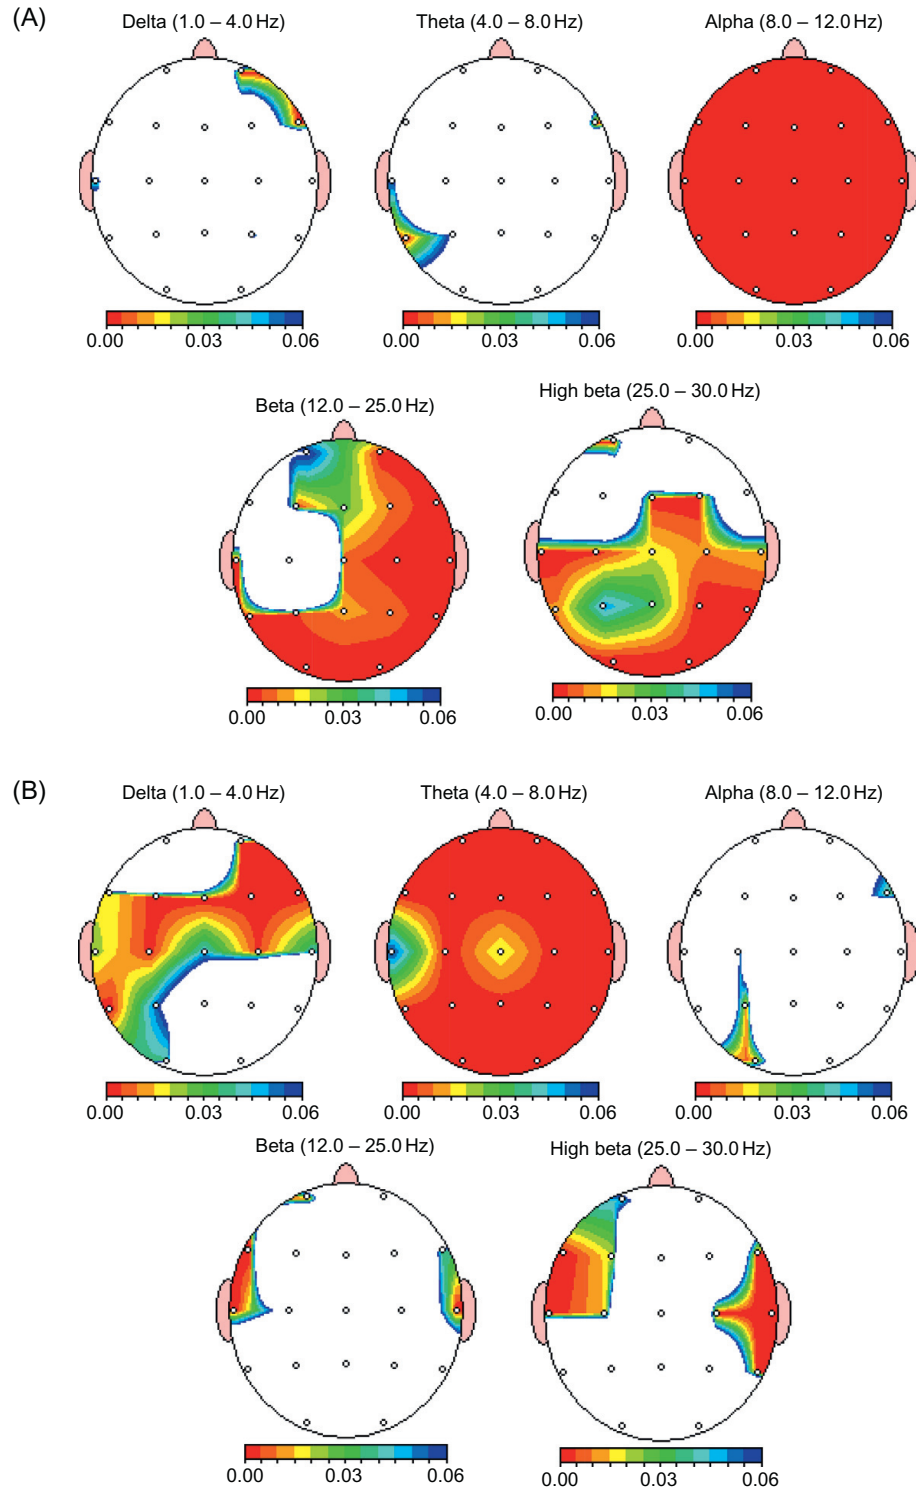 (A)
Delta (1.0 – 4.0 Hz) Theta (4.0 – 8.0 Hz) Alpha (8.0 – 12.0 Hz)
0.00 0.03 0.06 0.00 0.03 0.06 0.00 0.03 0.06
Beta (12.0 – 25.0 Hz) High beta (25.0 – 30.0 Hz)
0.00 0.03 0.06 0.00 0.03 0.06
(B)
Delta (1.0 – 4.0 Hz) Theta (4.0 – 8.0 Hz) Alpha (8.0 – 12.0 Hz)
0.00 0.03 0.06 0.00 0.03 0.06 0.00 0.03 0.06
Beta (12.0 – 25.0 Hz) High beta (25.0 – 30.0 Hz)
0.00 0.03 0.06 0.00 0.03 0.06